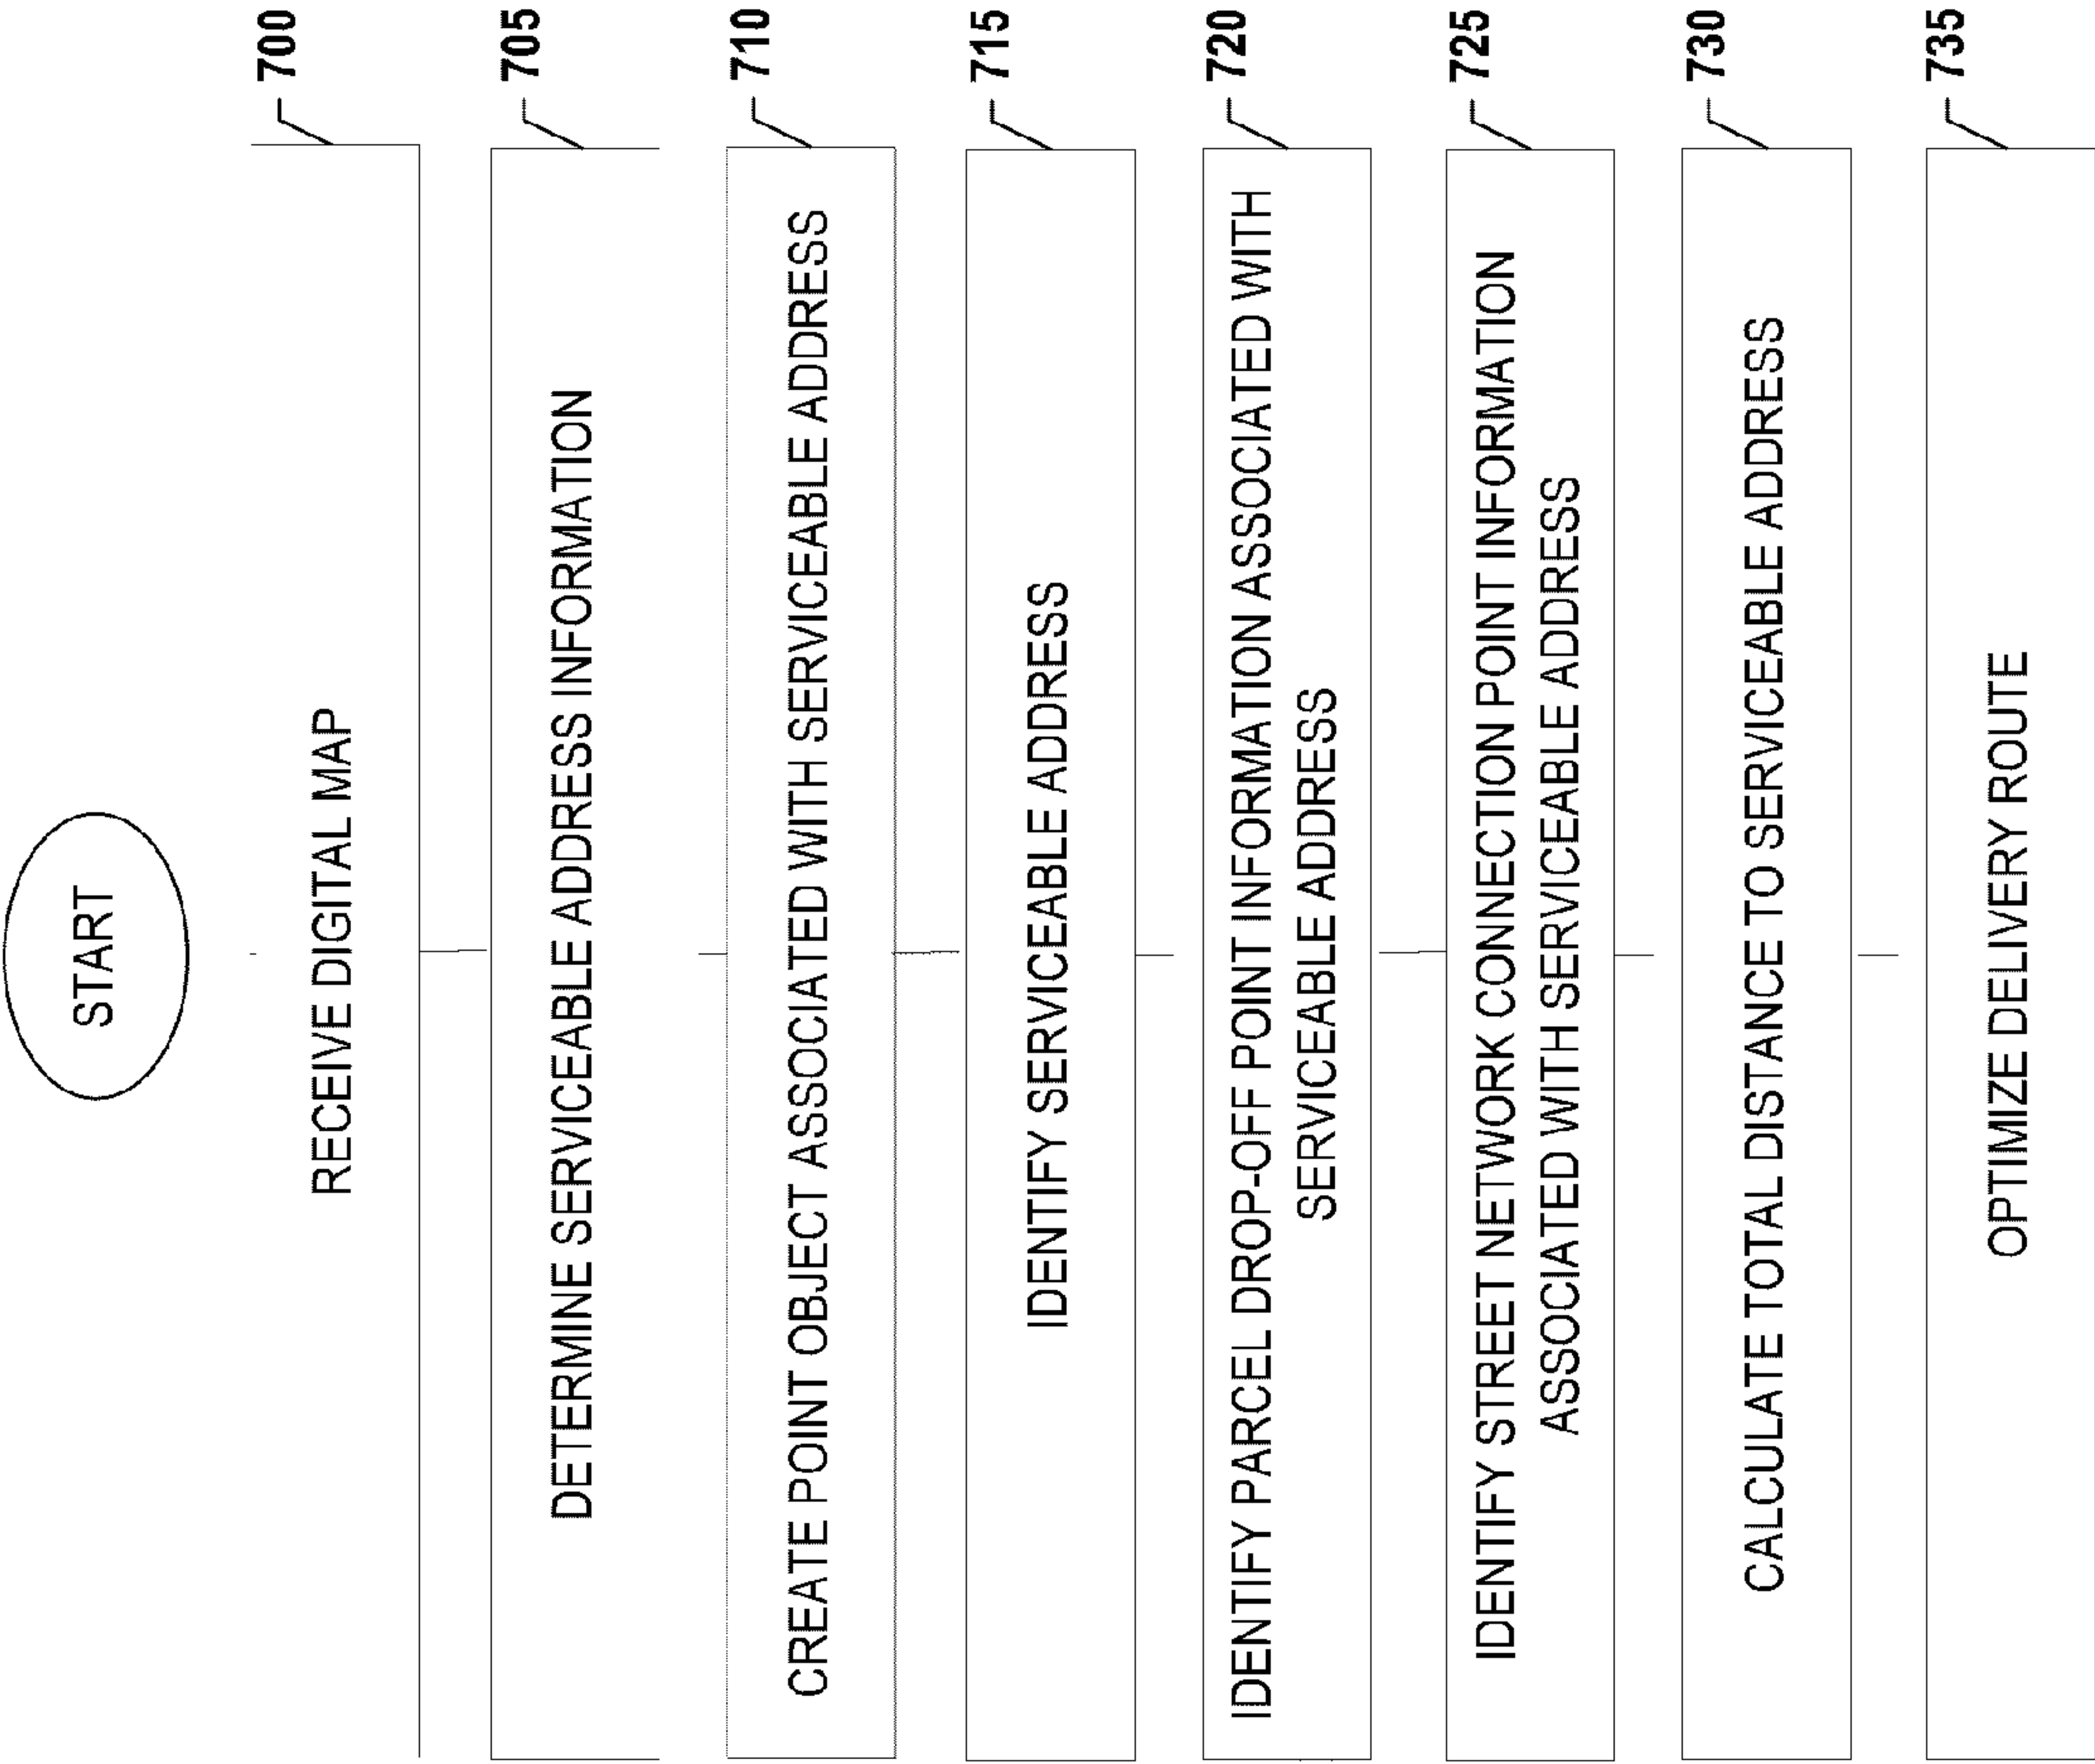 START
700
RECEIVE DIGITAL MAP
705
DETERMINE SERVICEABLE ADDRESS INFORMATION
710
CREATE POINT OBJECT ASSOCIATED WITH SERVICEABLE ADDRESS
715
IDENTIFY SERVICEABLE ADDRESS
720
IDENTIFY PARCEL DROP-OFF POINT INFORMATION ASSOCIATED WITH
SERVICEABLE ADDRESS
725
IDENTIFY STREET NETWORK CONNECTION POINT INFORMATION
ASSOCIATED WITH SERVICEABLE ADDRESS
730
CALCULATE TOTAL DISTANCE TO SERVICEABLE ADDRESS
735
OPTIMIZE DELIVERY ROUTE